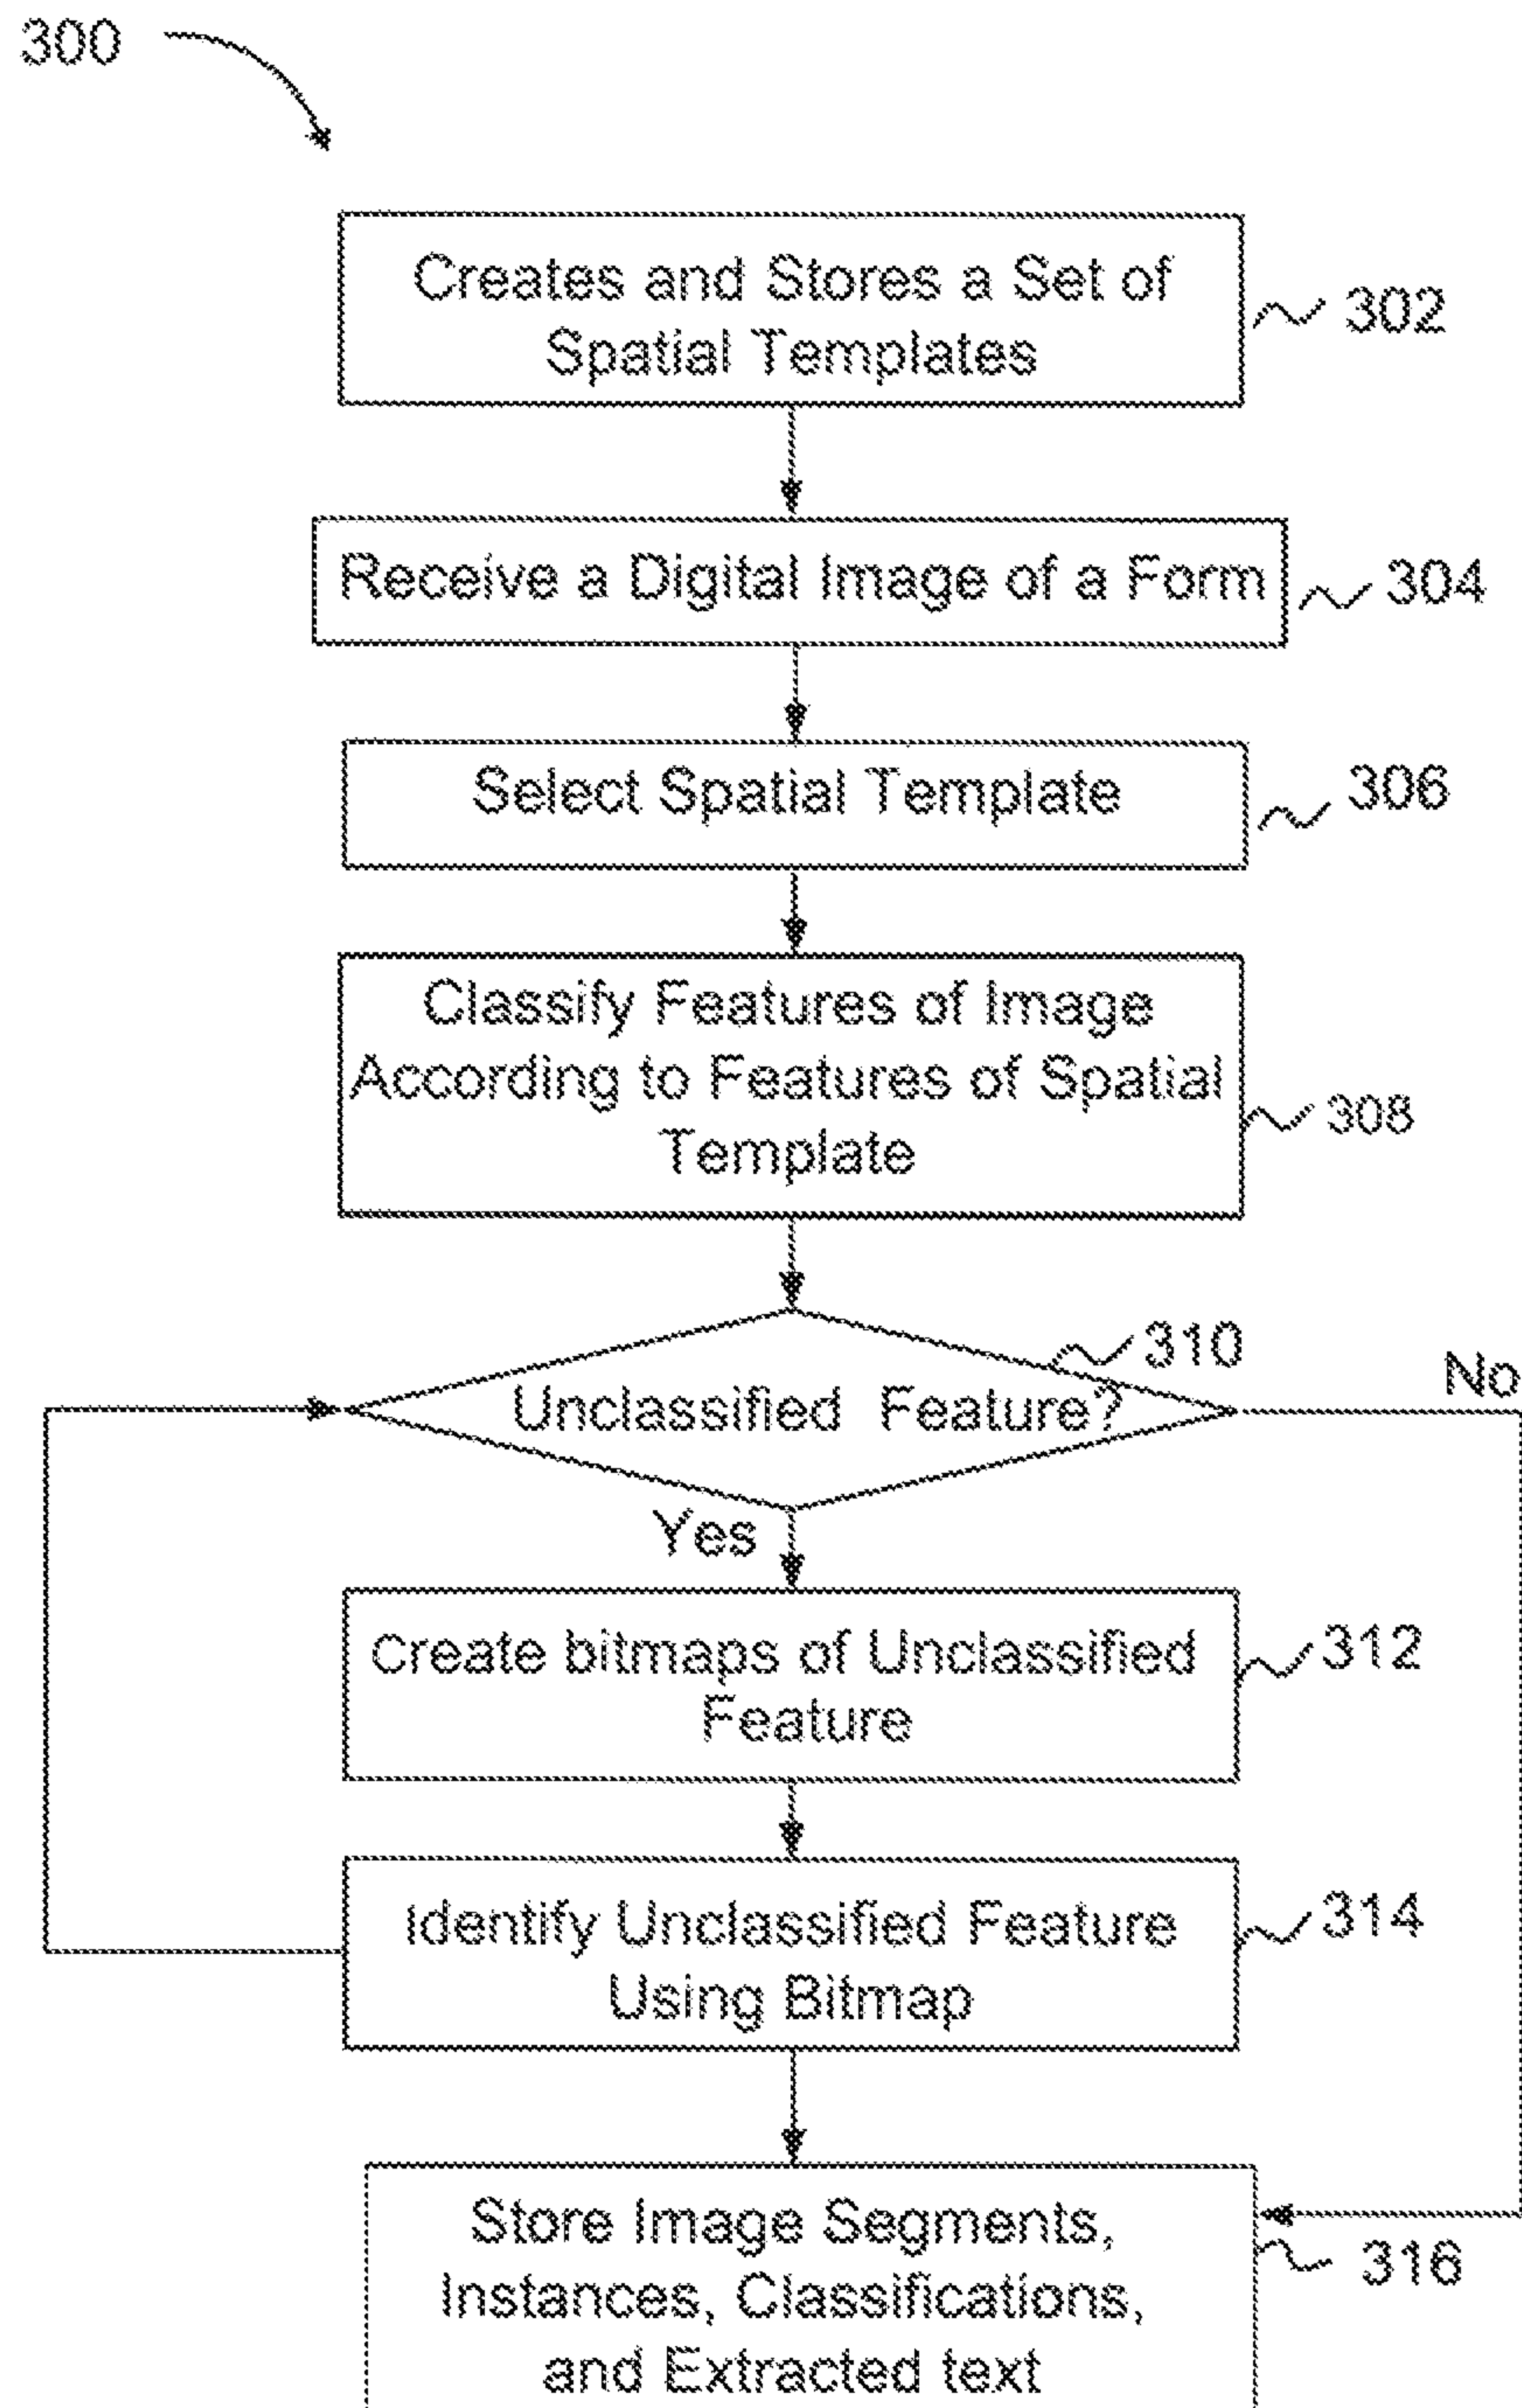 300
Creates and Stores a Set of
Spatial Templates
302
Receive a Digital Image of a Form
304
Select Spatial Template
306
Classify Features of Image
According to Features of Spatial
Template
308
310
No
Unclassified Feature?
Yes
Create bitmaps of Unclassified
Feature
312
Identify Unclassified Feature
Using Bitmap
314
Store Image Segments,
Instances, Classifications,
and Extracted text
316